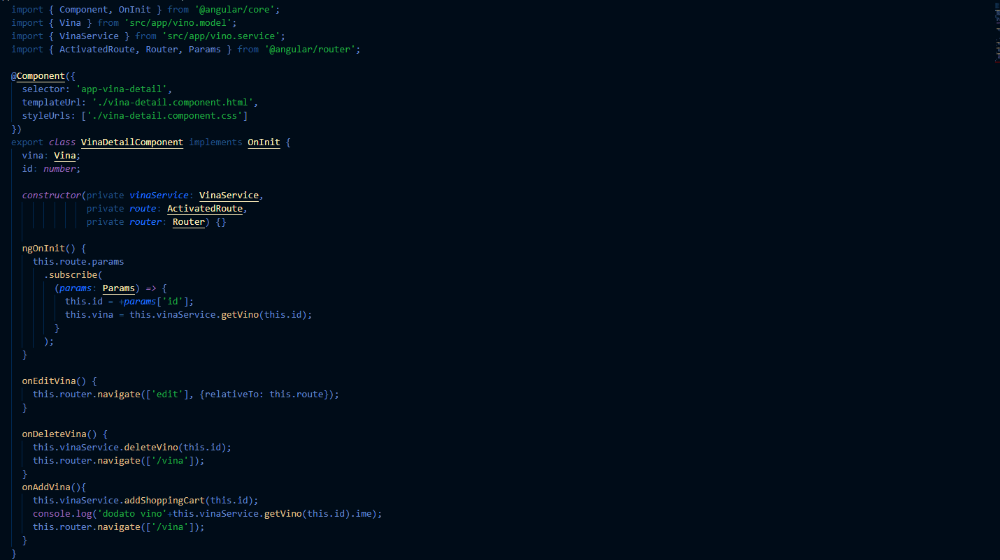 import { Component, OnInit } from '@angular/core';
import { Vina } from 'src/app/vino.model';
import { VinaService } from 'src/app/vino.service';
import { ActivatedRoute, Router, Params } from '@angular/router';
@Component({
selector: 'app-vina-detail',
templateUrl: './vina-detail.component.html',
styleUrls: ['./vina-detail.component.css']
})
export class VinaDetailComponent implements OnInit {
vina: Vina;
id: number;
constructor(private vinaService: VinaService,
private route: ActivatedRoute,
private router: Router) {}
ngOnInit() {
this.route.params
.subscribe(
(params: Params) => {
this.id = +params['id'];
this.vina = this.vinaService.getVino(this.id);
}
);
}
onEditVina() {
this.router.navigate(['edit'], {relativeTo: this.route});
}
onDeleteVina() {
this.vinaService.deleteVino(this.id);
this.router.navigate(['/vina']);
}
onAddVina(){
this.vinaService.addShoppingCart(this.id);
console.log('dodato vino'+this.vinaService.getVino(this.id).ime);
this.router.navigate(['/vina']);
}
}